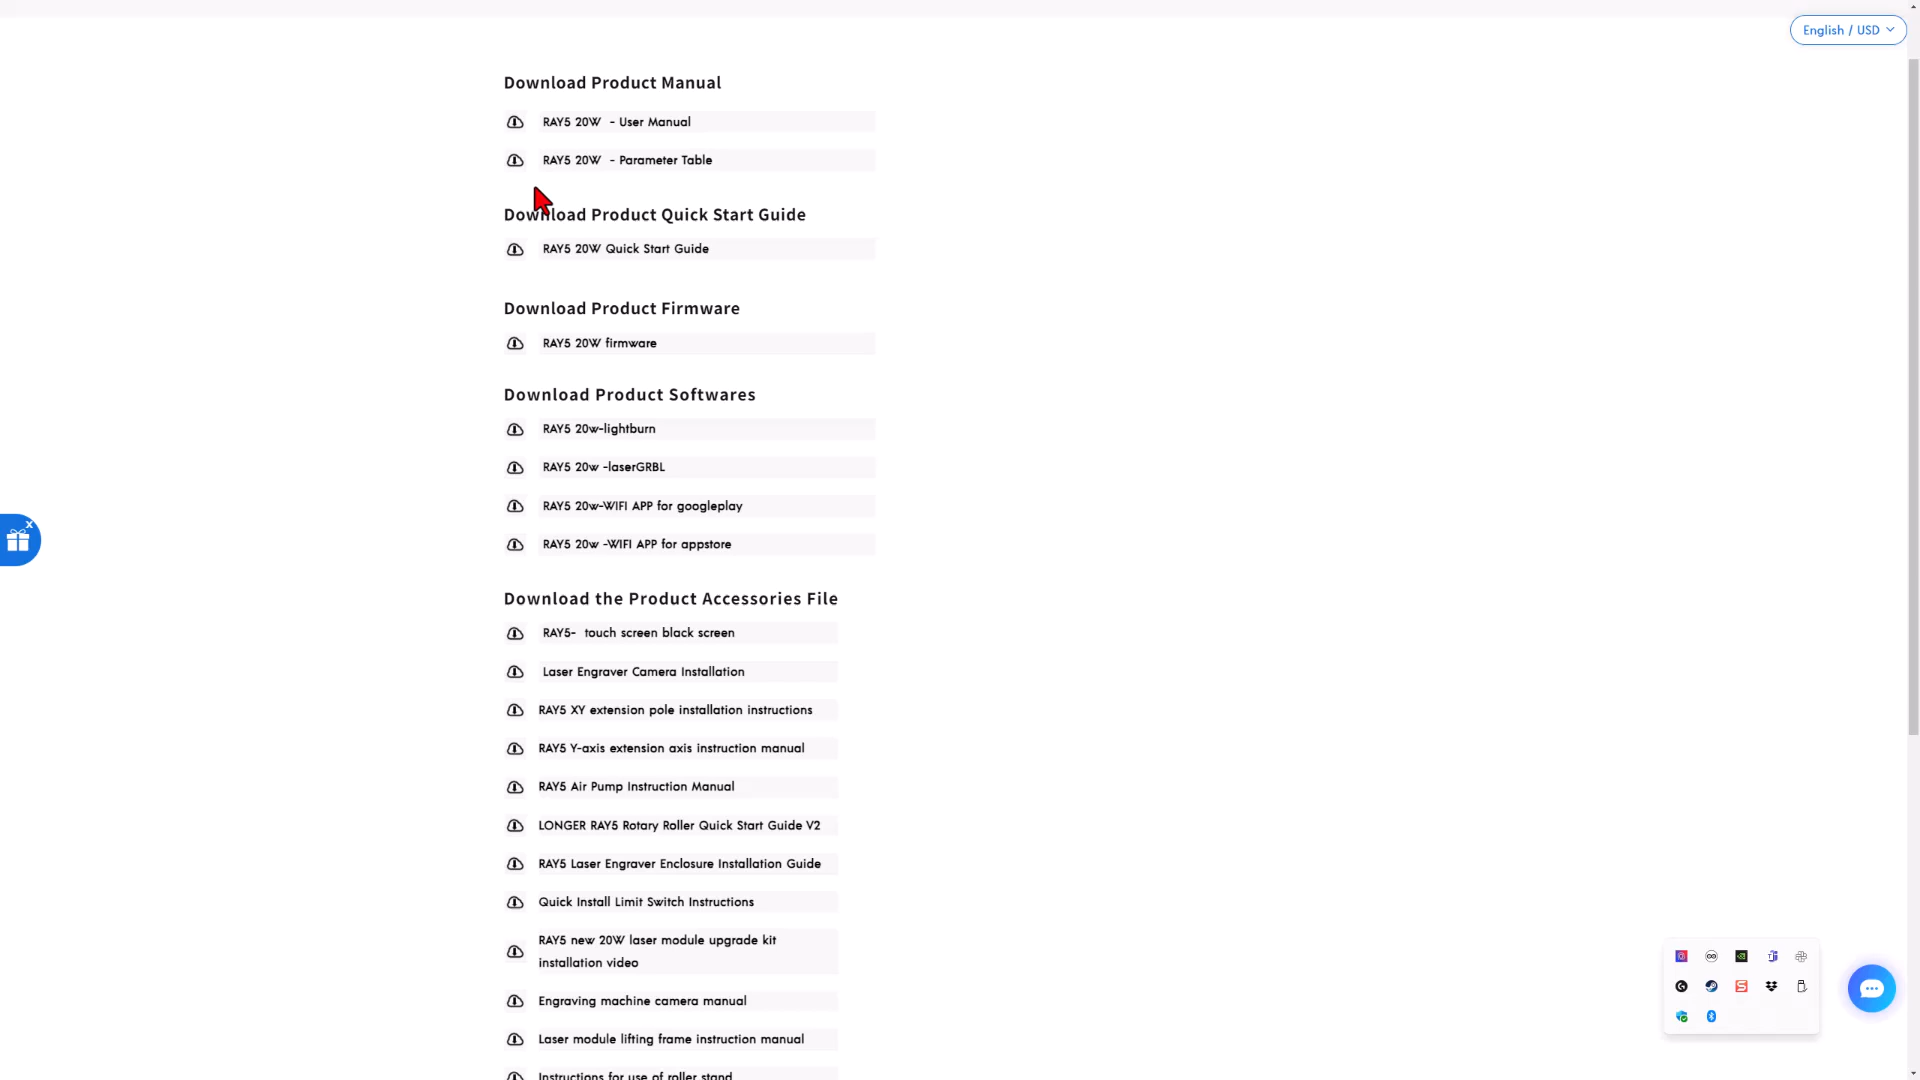 English / USD
Download Product Manual
RAY5 20W - User Manual
RAY5 20W - Parameter Table
Download Product Quick Start Guide
RAY5 20W Quick Start Guide
Download Product Firmware
RAY5 20W firmware
Download Product Softwares
RAY5 20w-lightburn
RAY5 20w -laserGRBL
RAY5 20w-WIFI APP for googleplay
RAY5 20w -WIFI APP for appstore
x
Download the Product Accessories File
RAY5- touch screen black screen
Laser Engraver Camera Installation
RAY5 XY extension pole installation instructions
RAY5 Y-axis extension axis instruction manual
RAY5 Air Pump Instruction Manual
LONGER RAY5 Rotary Roller Quick Start Guide V2
RAY5 Laser Engraver Enclosure Installation Guide
Quick Install Limit Switch Instructions
RAY5 new 20W laser module upgrade kit
installation video
Engraving machine camera manual
Laser module lifting frame instruction manual
Instructions for use of roller stand